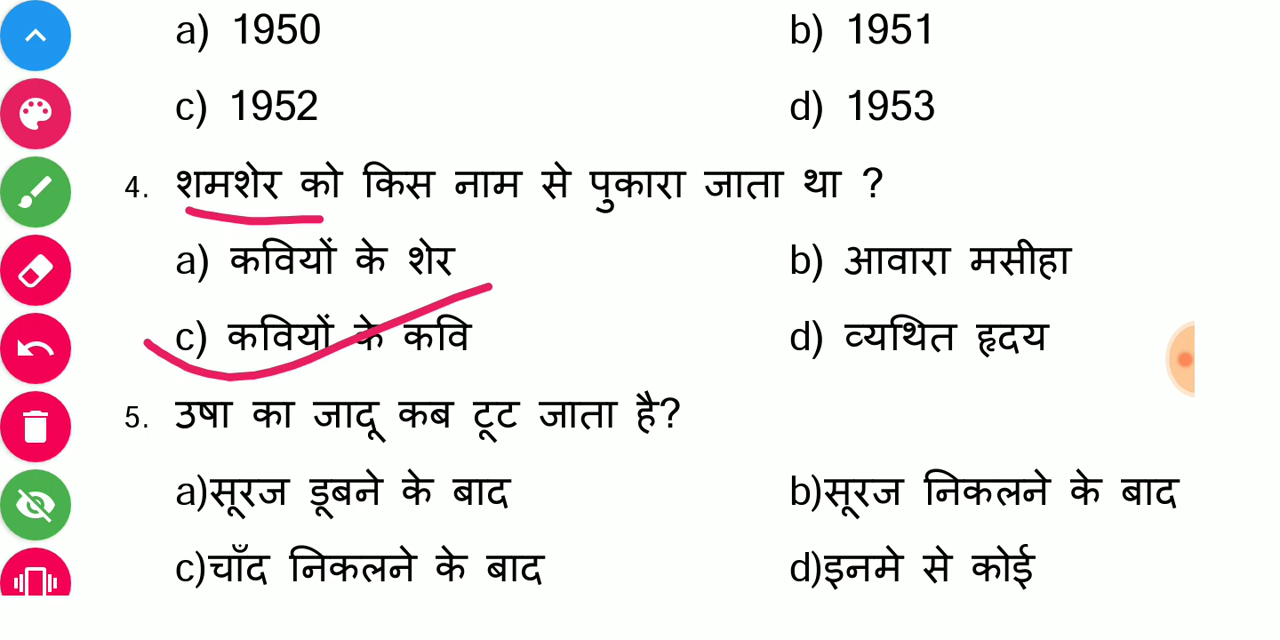 a) 1950 b) 1951
c) 1952 d) 1953
4. शमशेर को किस नाम से पुकारा जाता था ?
a) कवियों के शेर b) आवारा मसीहा
c) कवियों के कवि d) व्यथित हृदय
5. उषा का जादू कब टूट जाता है?
a)सूरज डूबने के बाद b)सूरज निकलने के बाद
c)चाँद निकलने के बाद d)इनमे से कोई